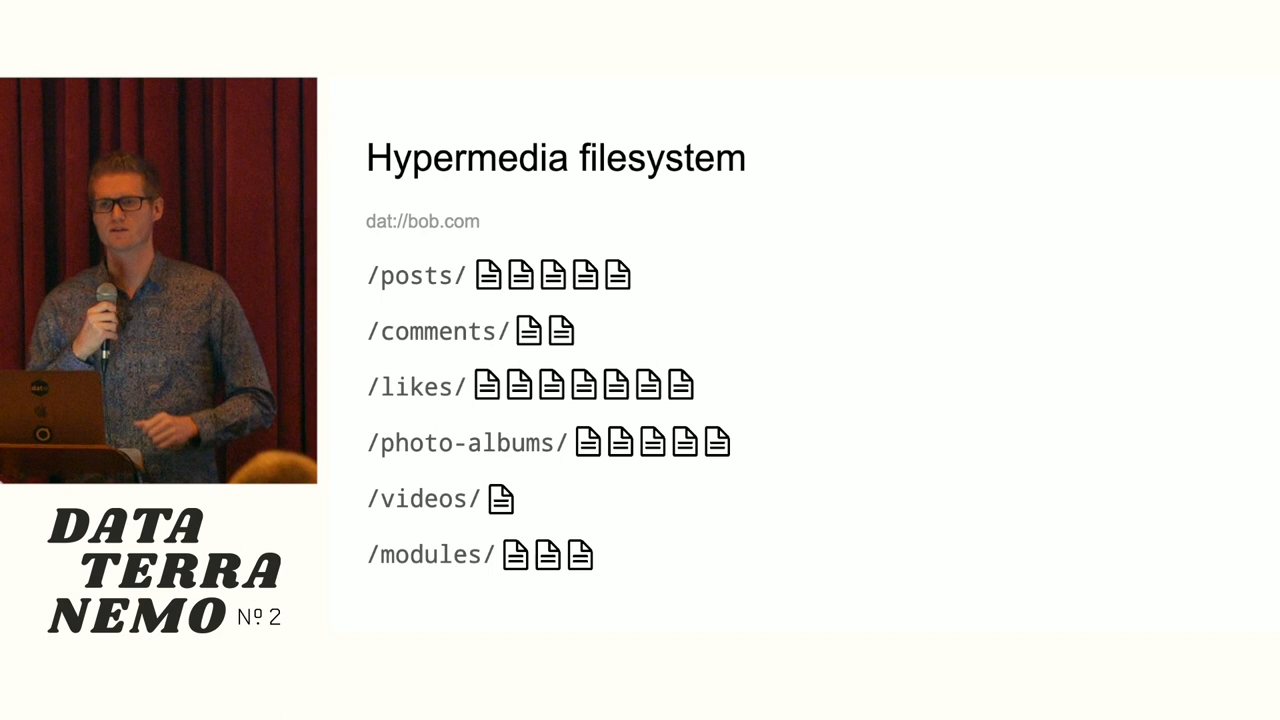 Hypermedia filesystem
dat://bob.com
/posts/
/comments/
/likes/
/photo-albums/
/videos/
/modules/
DATA
TERRA
NEMO Nº 2